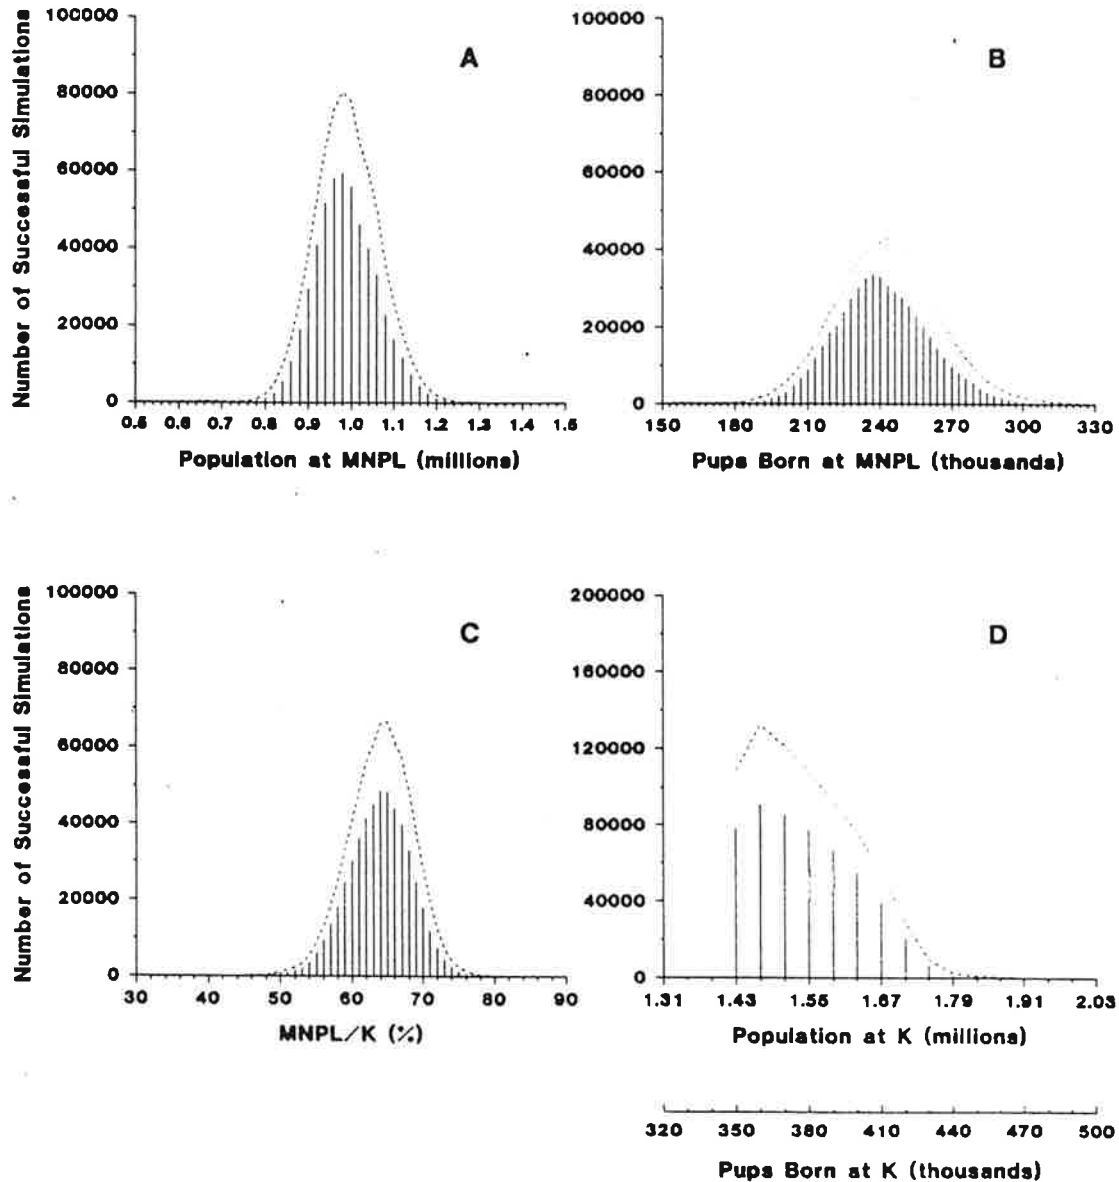 A
Number of Successful Simulations
100000
80000
60000
40000
20000
0
0.5 0.6 0.7 0.8 0.9 1.0 1.1 1.2 1.3 1.4 1.5
Population at MNPL (millions)
B
100000
80000
60000
40000
20000
0
150 180 210 240 270 300 330
Pups Born at MNPL (thousands)
C
Number of Successful Simulations
100000
80000
60000
40000
20000
0
30 40 50 60 70 80 90
MNPL/K (%)
D
200000
160000
120000
80000
40000
0
1.31 1.43 1.55 1.67 1.79 1.91 2.03
Population at K (millions)
320 350 380 410 440 470 500
Pups Born at K (thousands)